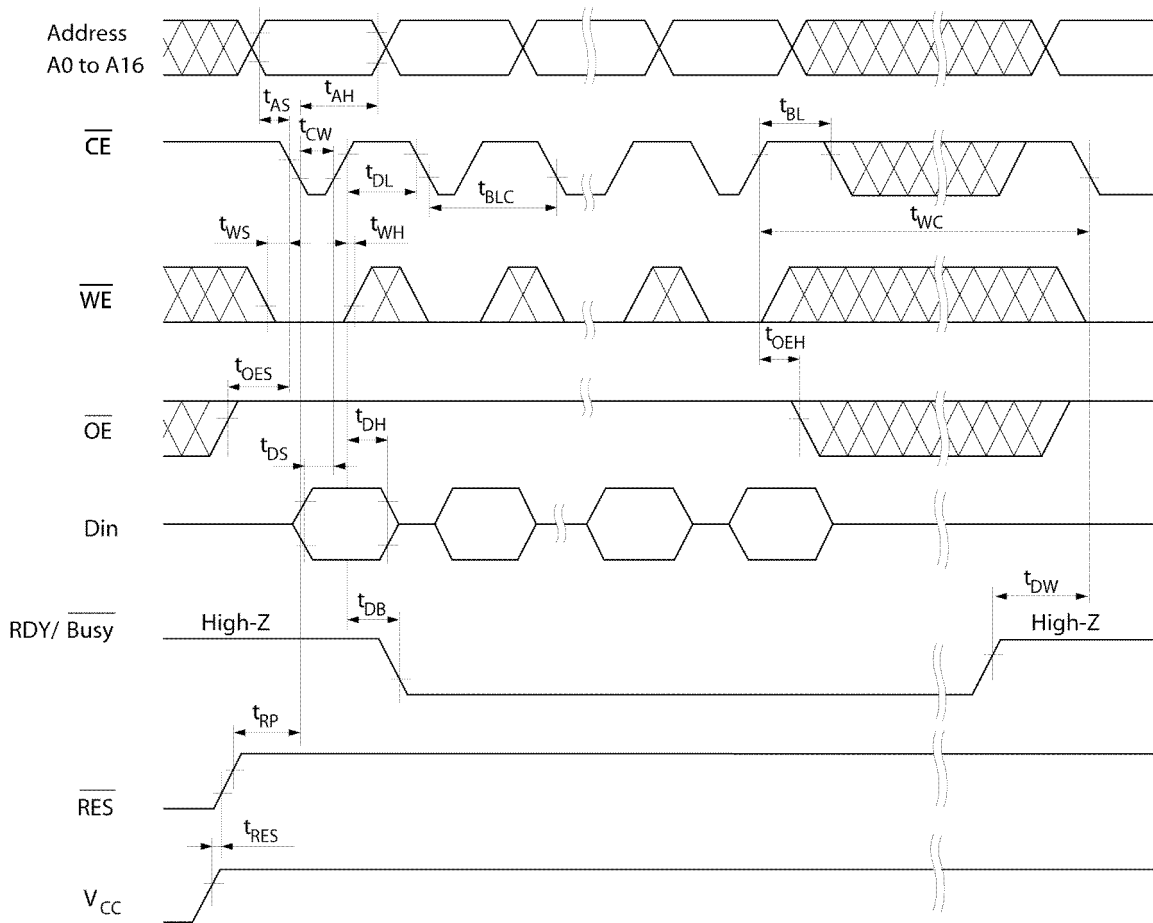 Address
A0 to A16
tAS
tAH
tCW
tBL
CE
tDL
tBLC
tWC
tWS
tWH
WE
tOEH
tOES
OE
tDH
tDS
Din
tDB
tDW
RDY/ Busy
High-Z
High-Z
tRP
RES
tRES
VCC